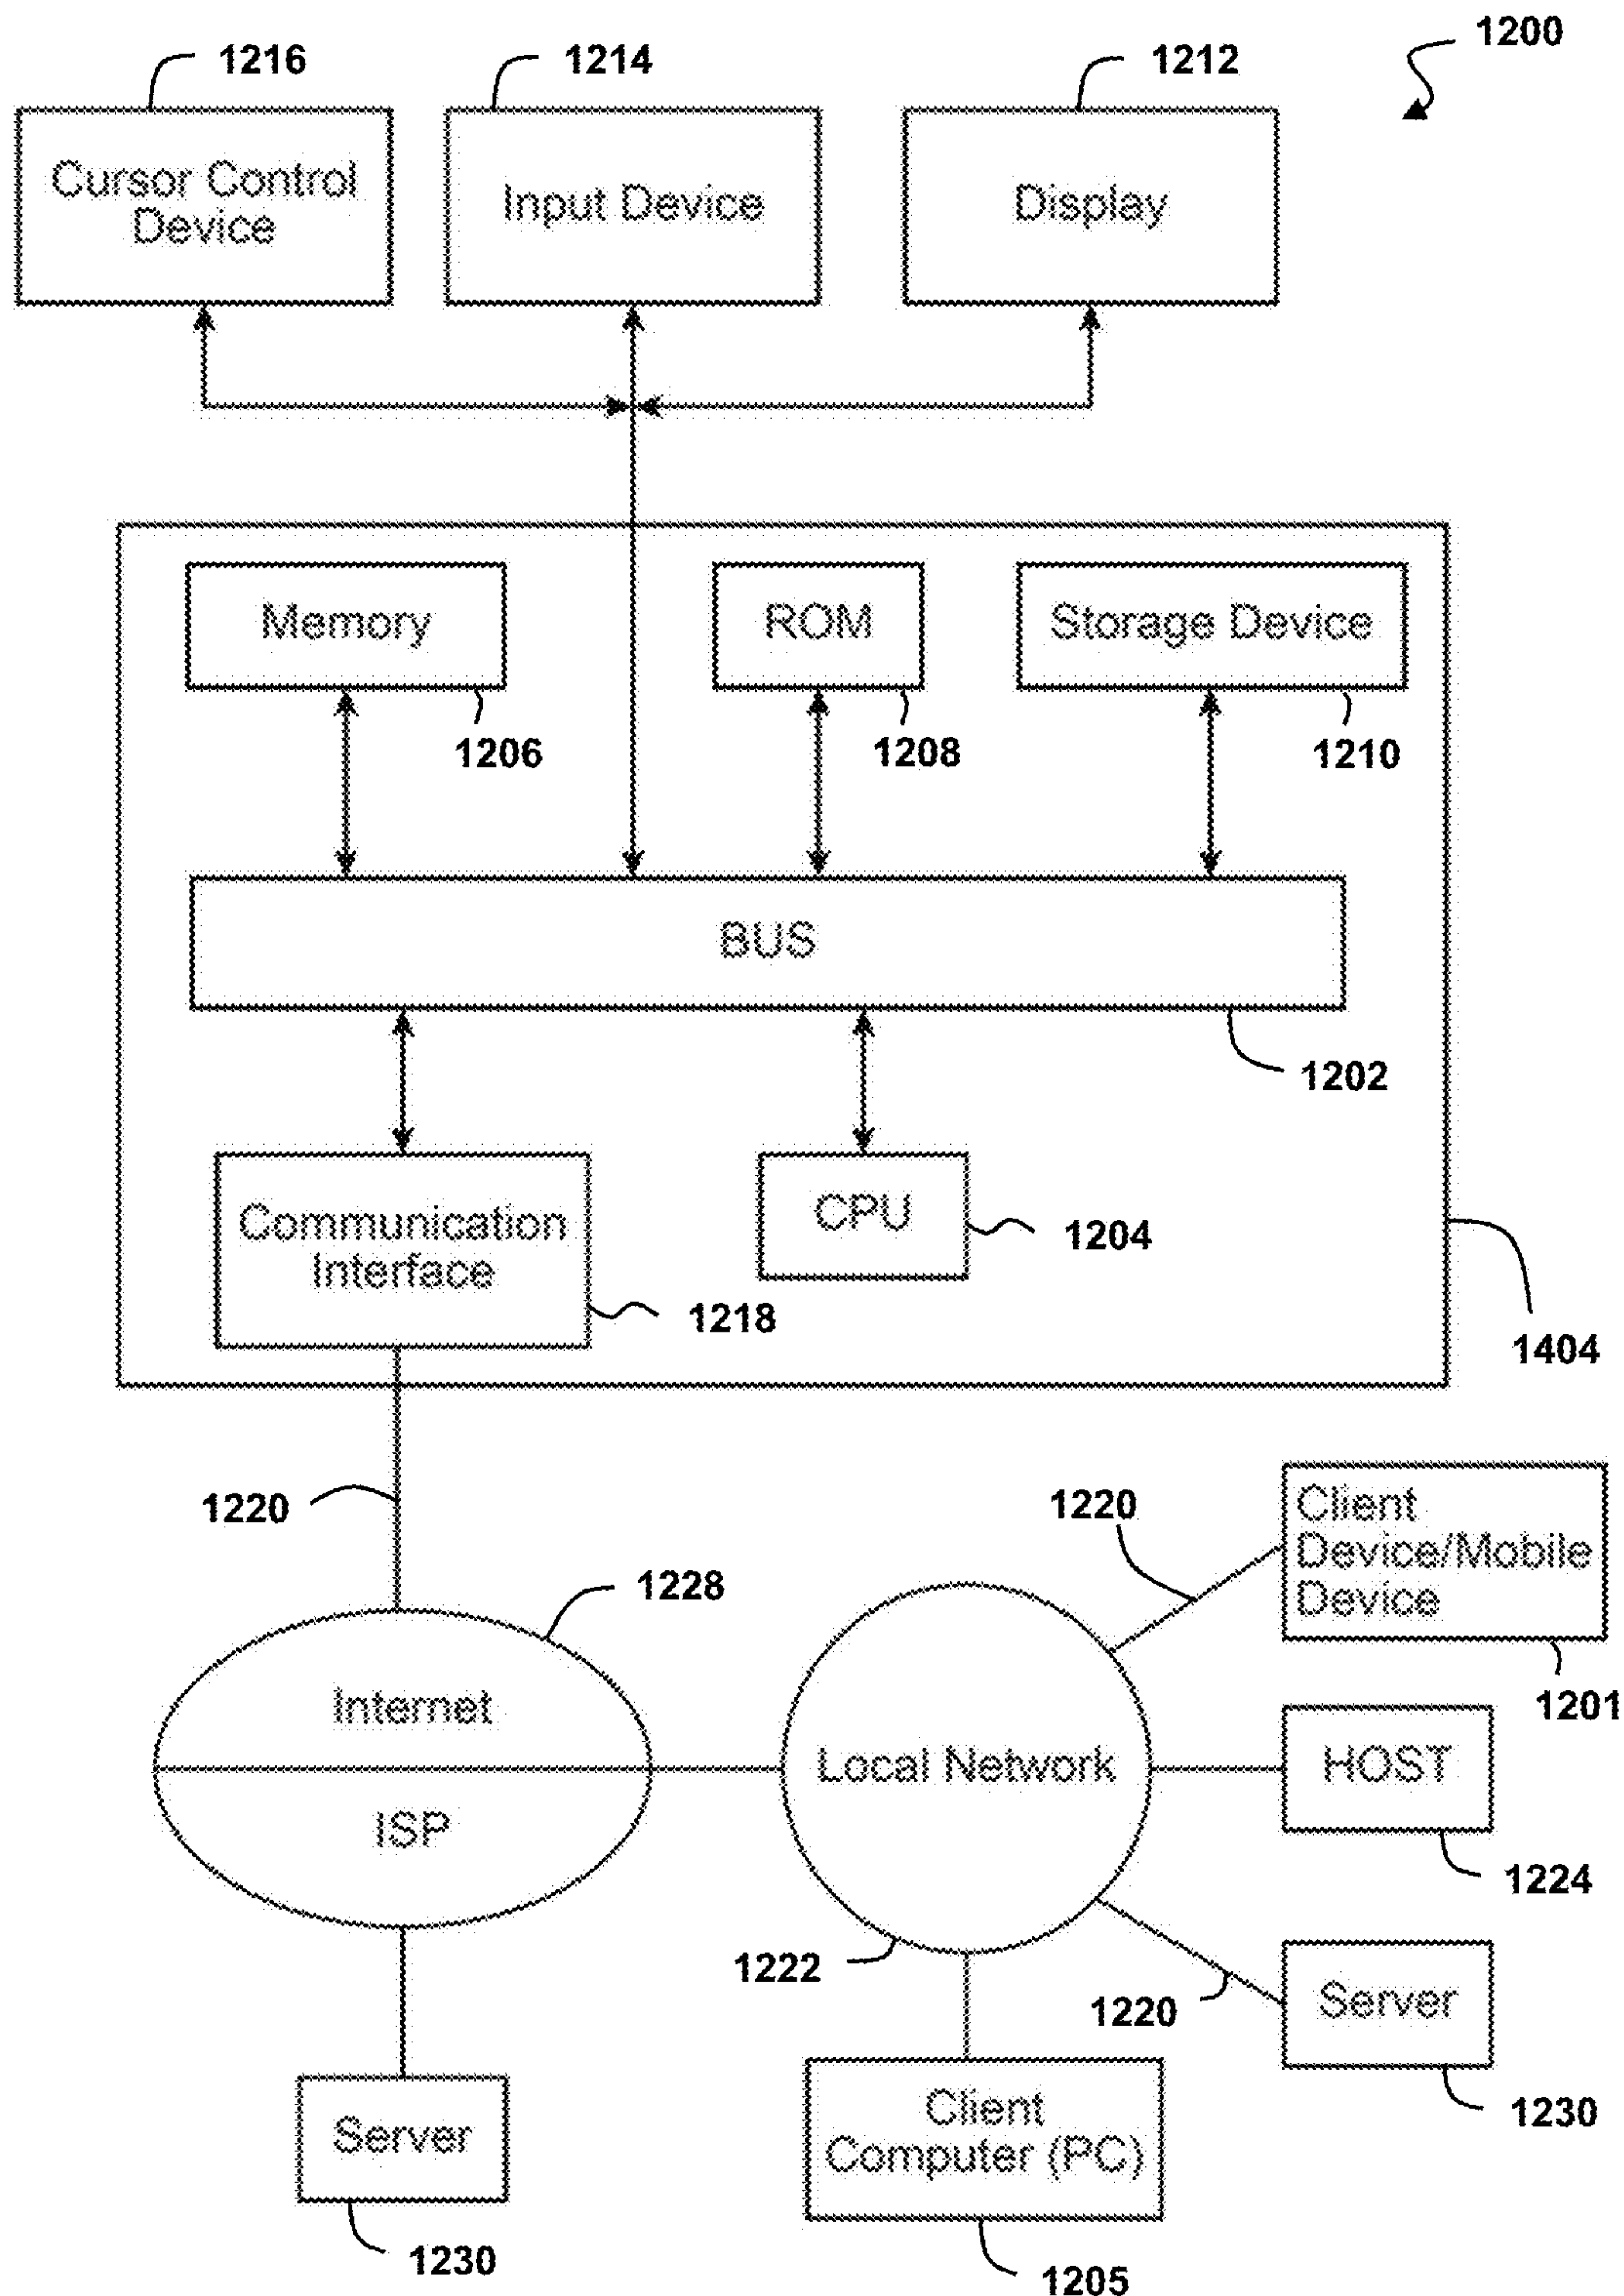 1200
1216
1214
1212
Cursor Control
Device
Input Device
Display
Memory
ROM
Storage Device
1206
1208
1210
BUS
1202
Communication
Interface
CPU
1204
1218
1404
1220
1220
Client
Device/Mobile
Device
1228
1201
Internet
ISP
Local Network
HOST
1224
1222
1220
Server
1230
Server
1230
Client
Computer (PC)
1205